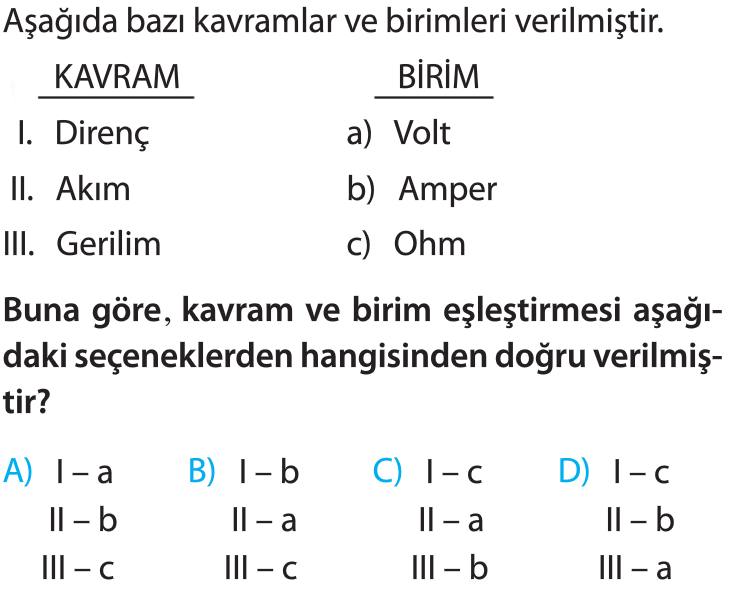 Aşağıda bazı kavramlar ve birimleri verilmiştir.
KAVRAM BİRİM
I. Direnç a) Volt
II. Akım b) Amper
III. Gerilim c) Ohm
Buna göre, kavram ve birim eşleştirmesi aşağı-
daki seçeneklerden hangisinden doğru verilmiş-
tir?
A) I – a B) I – b C) I – c D) I – c
II – b II – a II – a II – b
III – c III – c III – b III – a